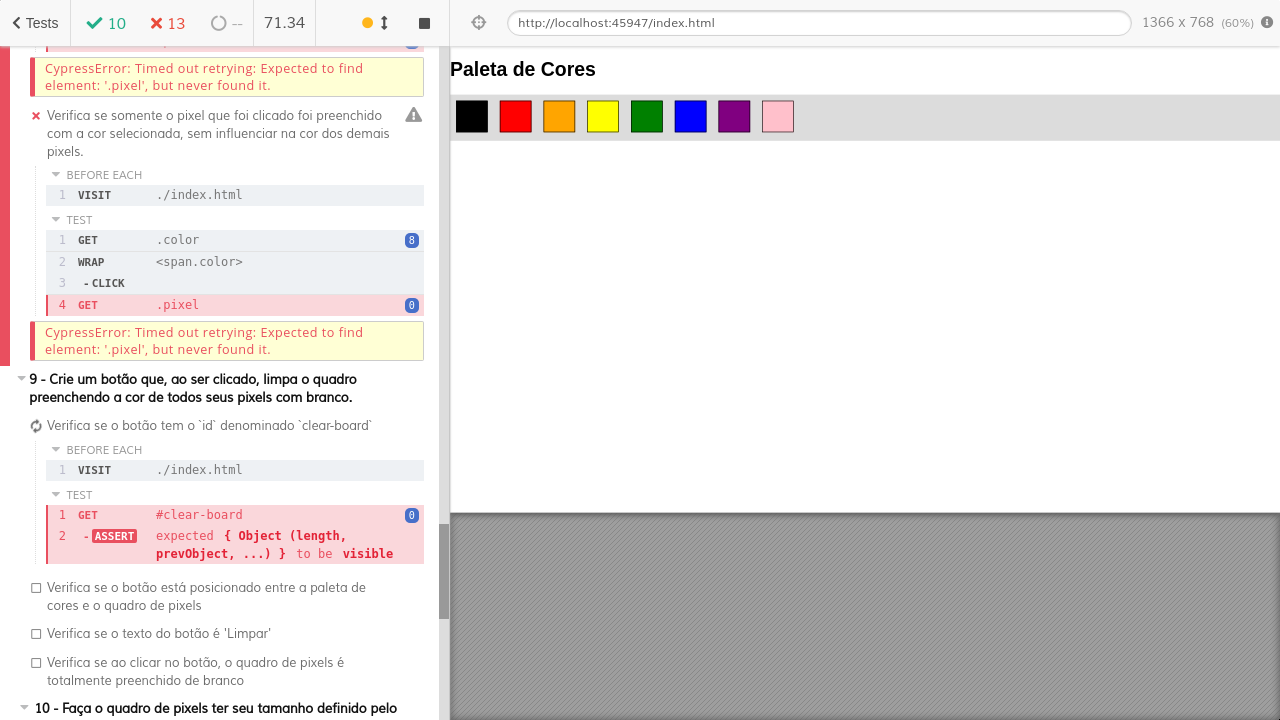 Tests
10
13
--
71.34
http://localhost:45947/index.html
1366 x 768 (60%)
CypressError: Timed out retrying: Expected to find
element: '.pixel', but never found it.
Verifica se somente o pixel que foi clicado foi preenchido
com a cor selecionada, sem influenciar na cor dos demais
pixels.
BEFORE EACH
1 VISIT ./index.html
TEST
1 GET .color 8
2 WRAP <span.color>
3 -CLICK
4 GET .pixel 0
CypressError: Timed out retrying: Expected to find
element: '.pixel', but never found it.
9 - Crie um botão que, ao ser clicado, limpa o quadro
preenchendo a cor de todos seus pixels com branco.
Verifica se o botão tem o `id` denominado `clear-board`
BEFORE EACH
1 VISIT ./index.html
TEST
1 GET #clear-board 0
2 -ASSERT expected { Object (length,
prevObject, ...) } to be visible
Verifica se o botão está posicionado entre a paleta de
cores e o quadro de pixels
Verifica se o texto do botão é 'Limpar'
Verifica se ao clicar no botão, o quadro de pixels é
totalmente preenchido de branco
10 - Faça o quadro de pixels ter seu tamanho definido pelo
Paleta de Cores